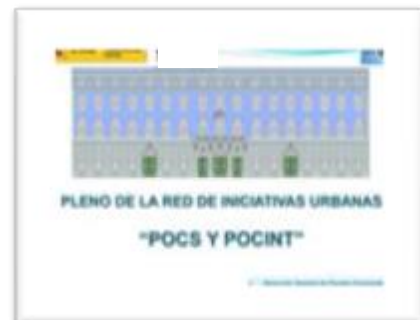 PLENO DE LA RED DE INICIATIVAS URBANAS
"POCS Y POCINT"